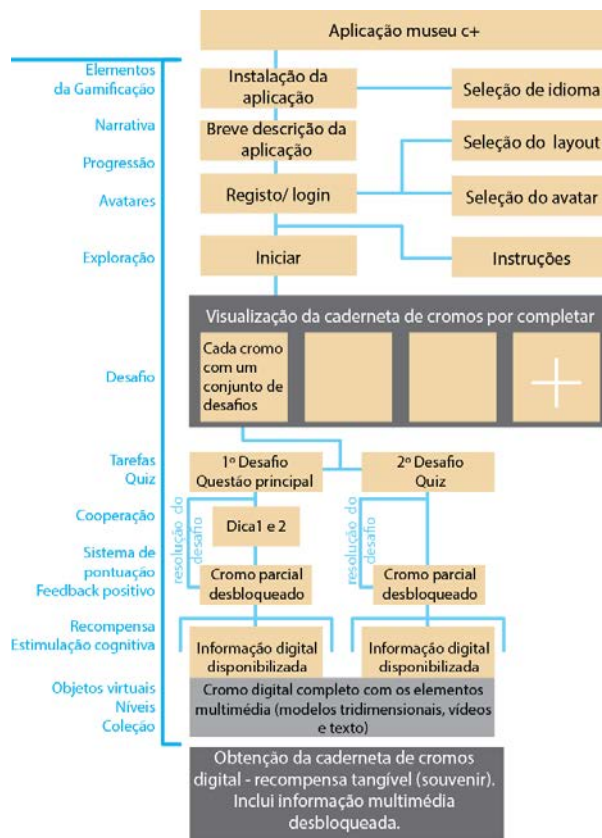 Aplicação museu c+
Elementos
da Gamificação
Instalação da
aplicação
Seleção de idioma
Narrativa
Breve descrição da
aplicação
Seleção do layout
Progressão
Avatares
Registo/ login
Seleção do avatar
Exploração
Iniciar
Instruções
Visualização da caderneta de cromos por completar
Desafio
Cada cromo
com um
conjunto de
desafios
Tarefas
Quiz
1º Desafio
Questão principal
2º Desafio
Quiz
Cooperação
resolução do
desafio
Dica1 e 2
resolução do
desafio
Sistema de
pontuação
Feedback positivo
Cromo parcial
desbloqueado
Cromo parcial
desbloqueado
Recompensa
Estimulação cognitiva
Informação digital
disponibilizada
Informação digital
disponibilizada
Objetos virtuais
Níveis
Coleção
Cromo digital completo com os elementos
multimédia (modelos tridimensionais, vídeos
e texto)
Obtenção da caderneta de cromos
digital - recompensa tangível (souvenir).
Inclui informação multimédia
desbloqueada.